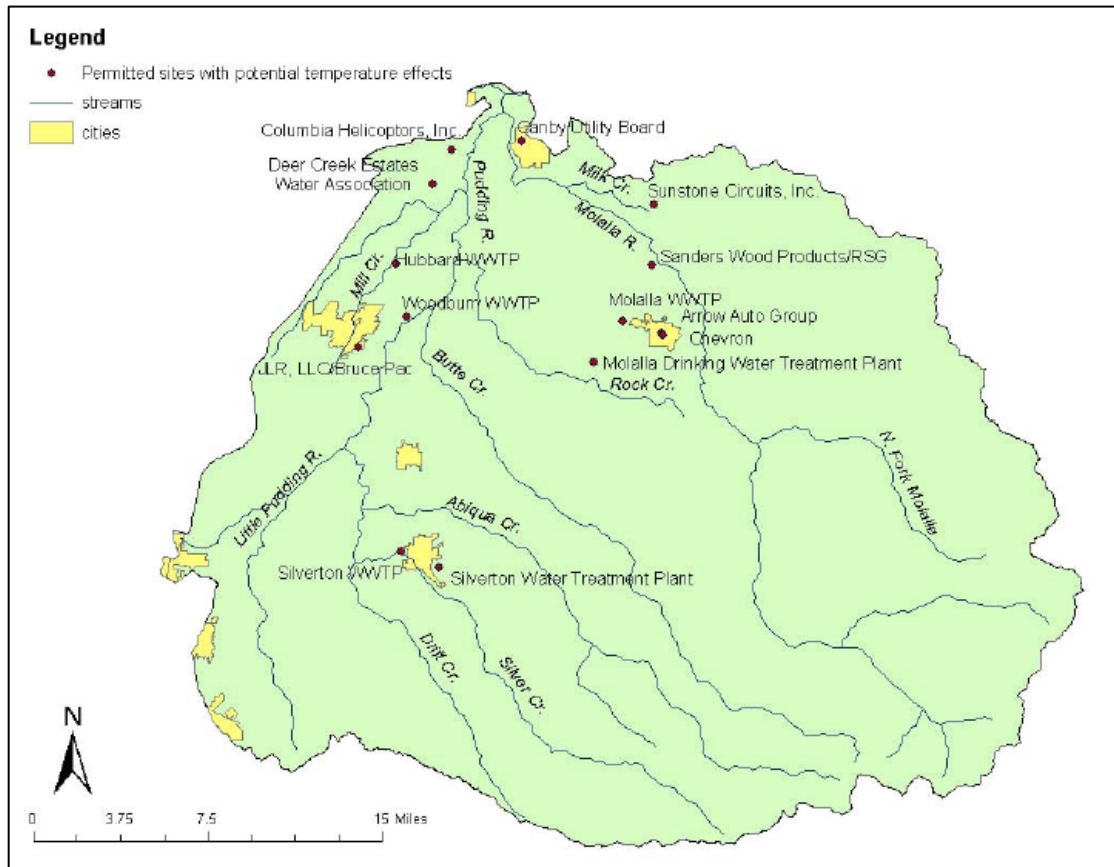 Legend
Permitted sites with potential temperature effects
streams
cities
Columbia Helicoptors, Inc.
Canby Utility Board
Deer Creek Estates
Water Association
Pudding R.
Milk Cr.
Sunstone Circuits, Inc.
Molalla R.
Mill Cr.
Hubbard WWTP
Sanders Wood Products/RSG
Woodburn WWTP
Molalla WWTP
Arrow Auto Group
Chevron
JLR, LLC/Bruce Pac
Butte Cr.
Molalla Drinking Water Treatment Plant
Rock Cr.
N. Fork Molalla
Little Pudding R.
Abiqua Cr.
Silverton WWTP
Silverton Water Treatment Plant
Drift Cr.
Silver Cr.
N
0 3.75 7.5 15 Miles